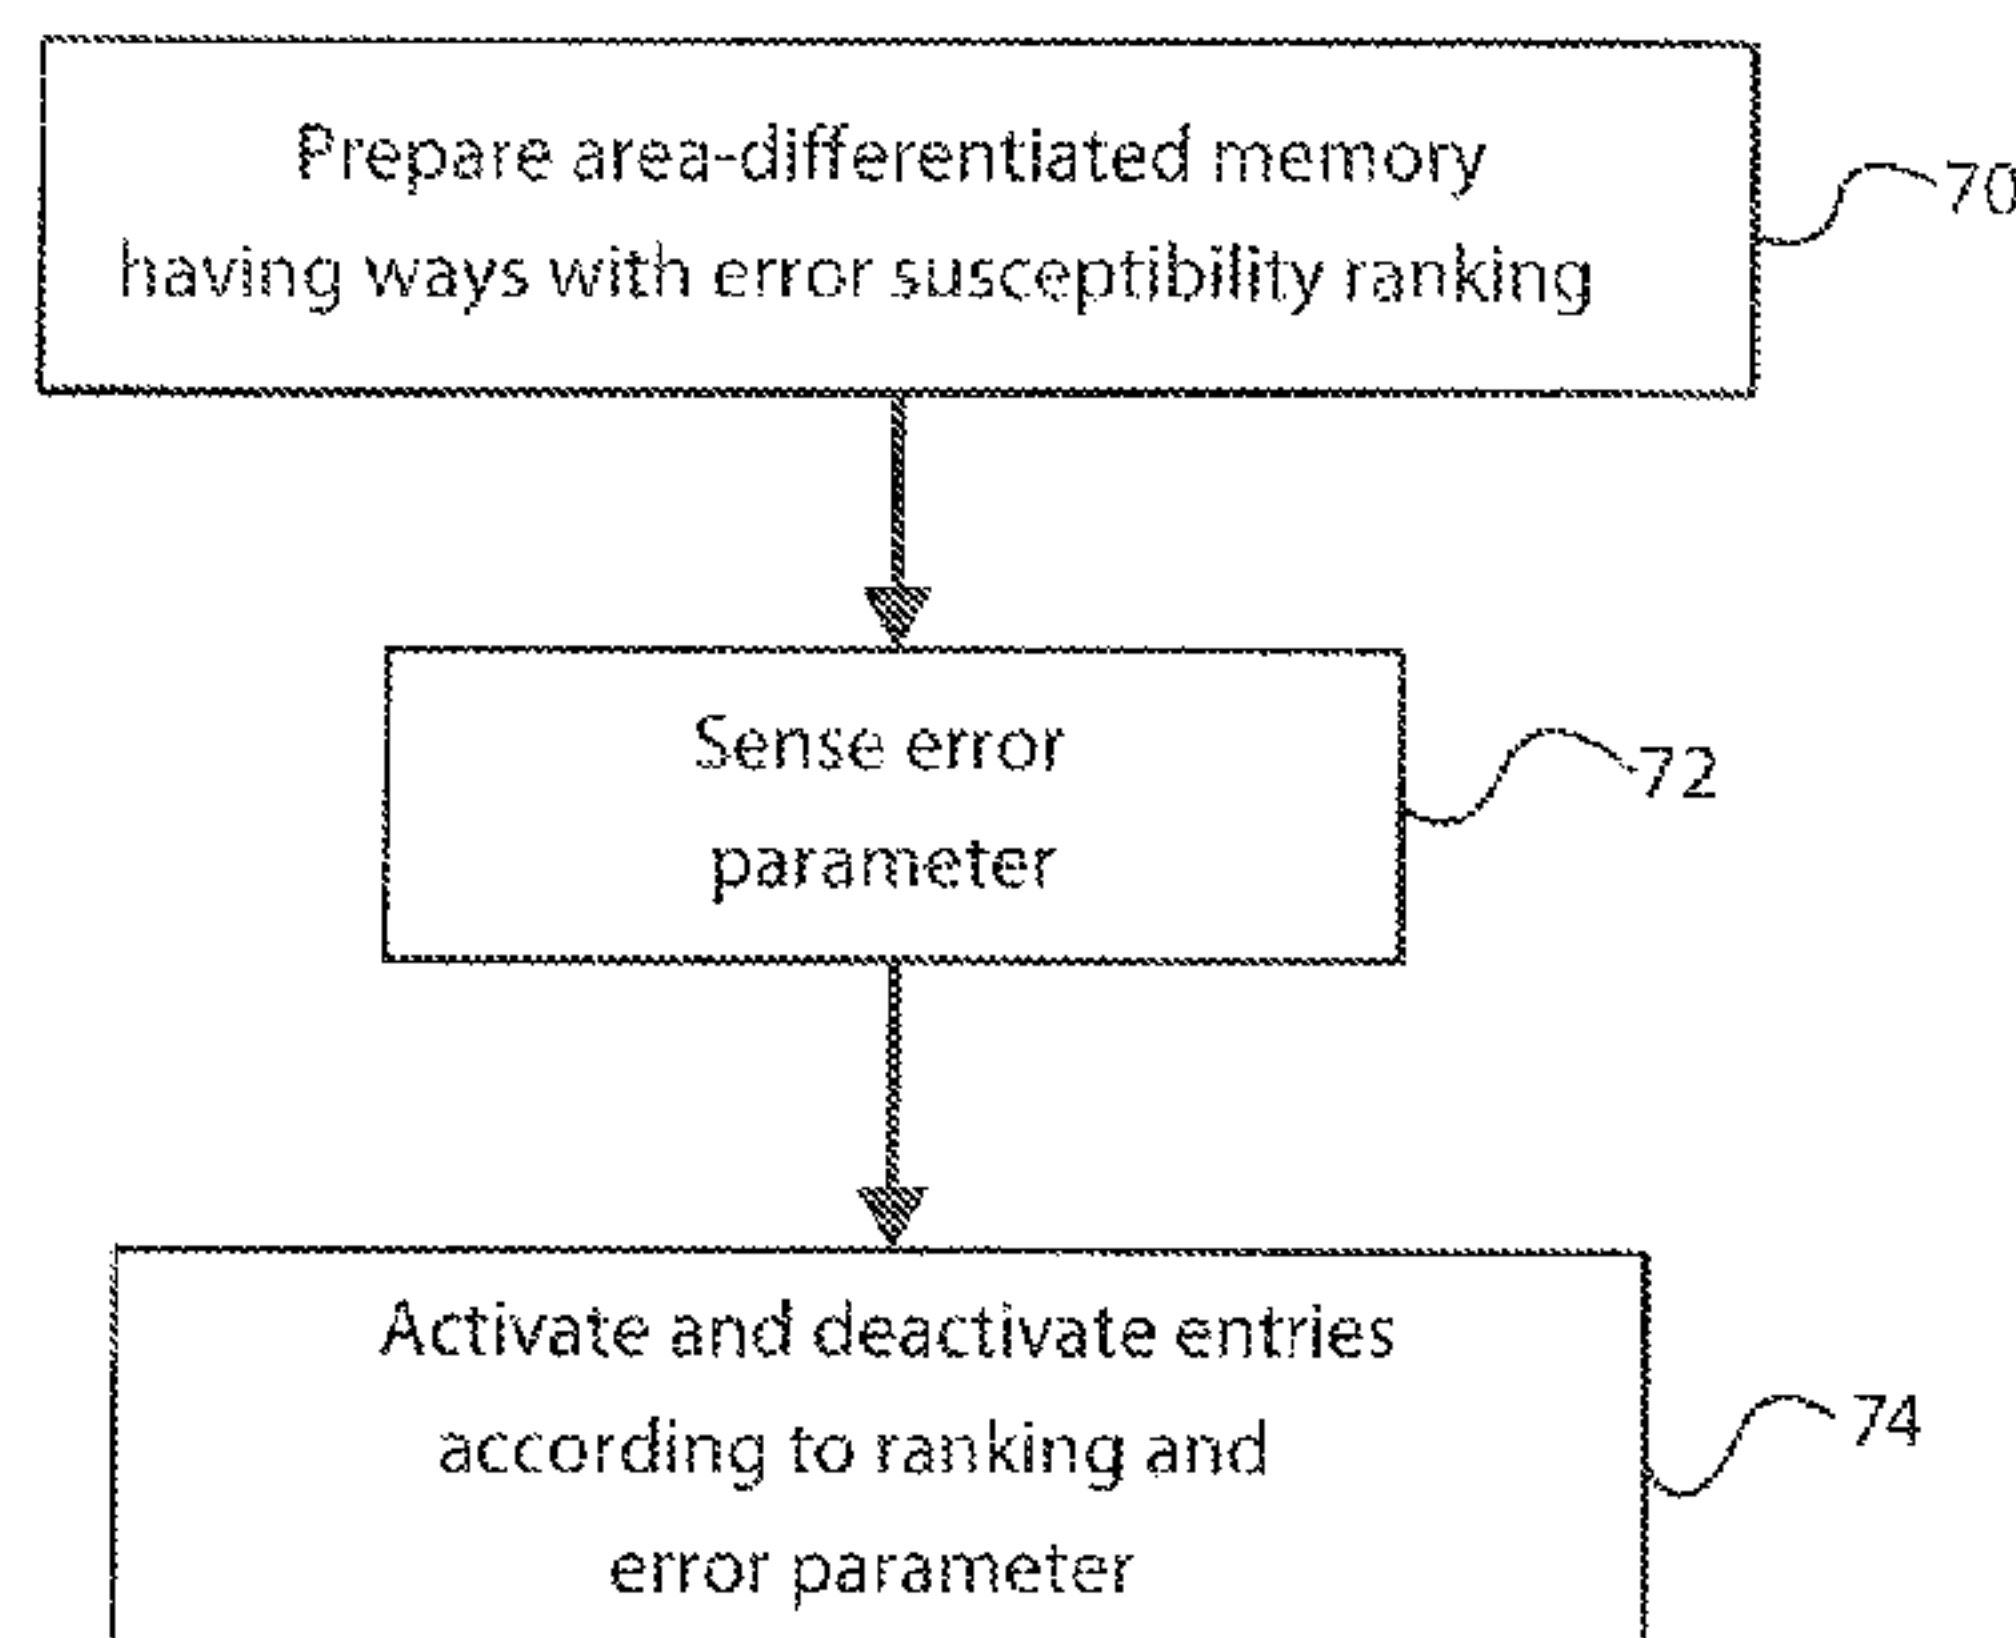 Prepare area-differentiated memory
having ways with error susceptibility ranking
70
Sense error
parameter
72
Activate and deactivate entries
according to ranking and
error parameter
74